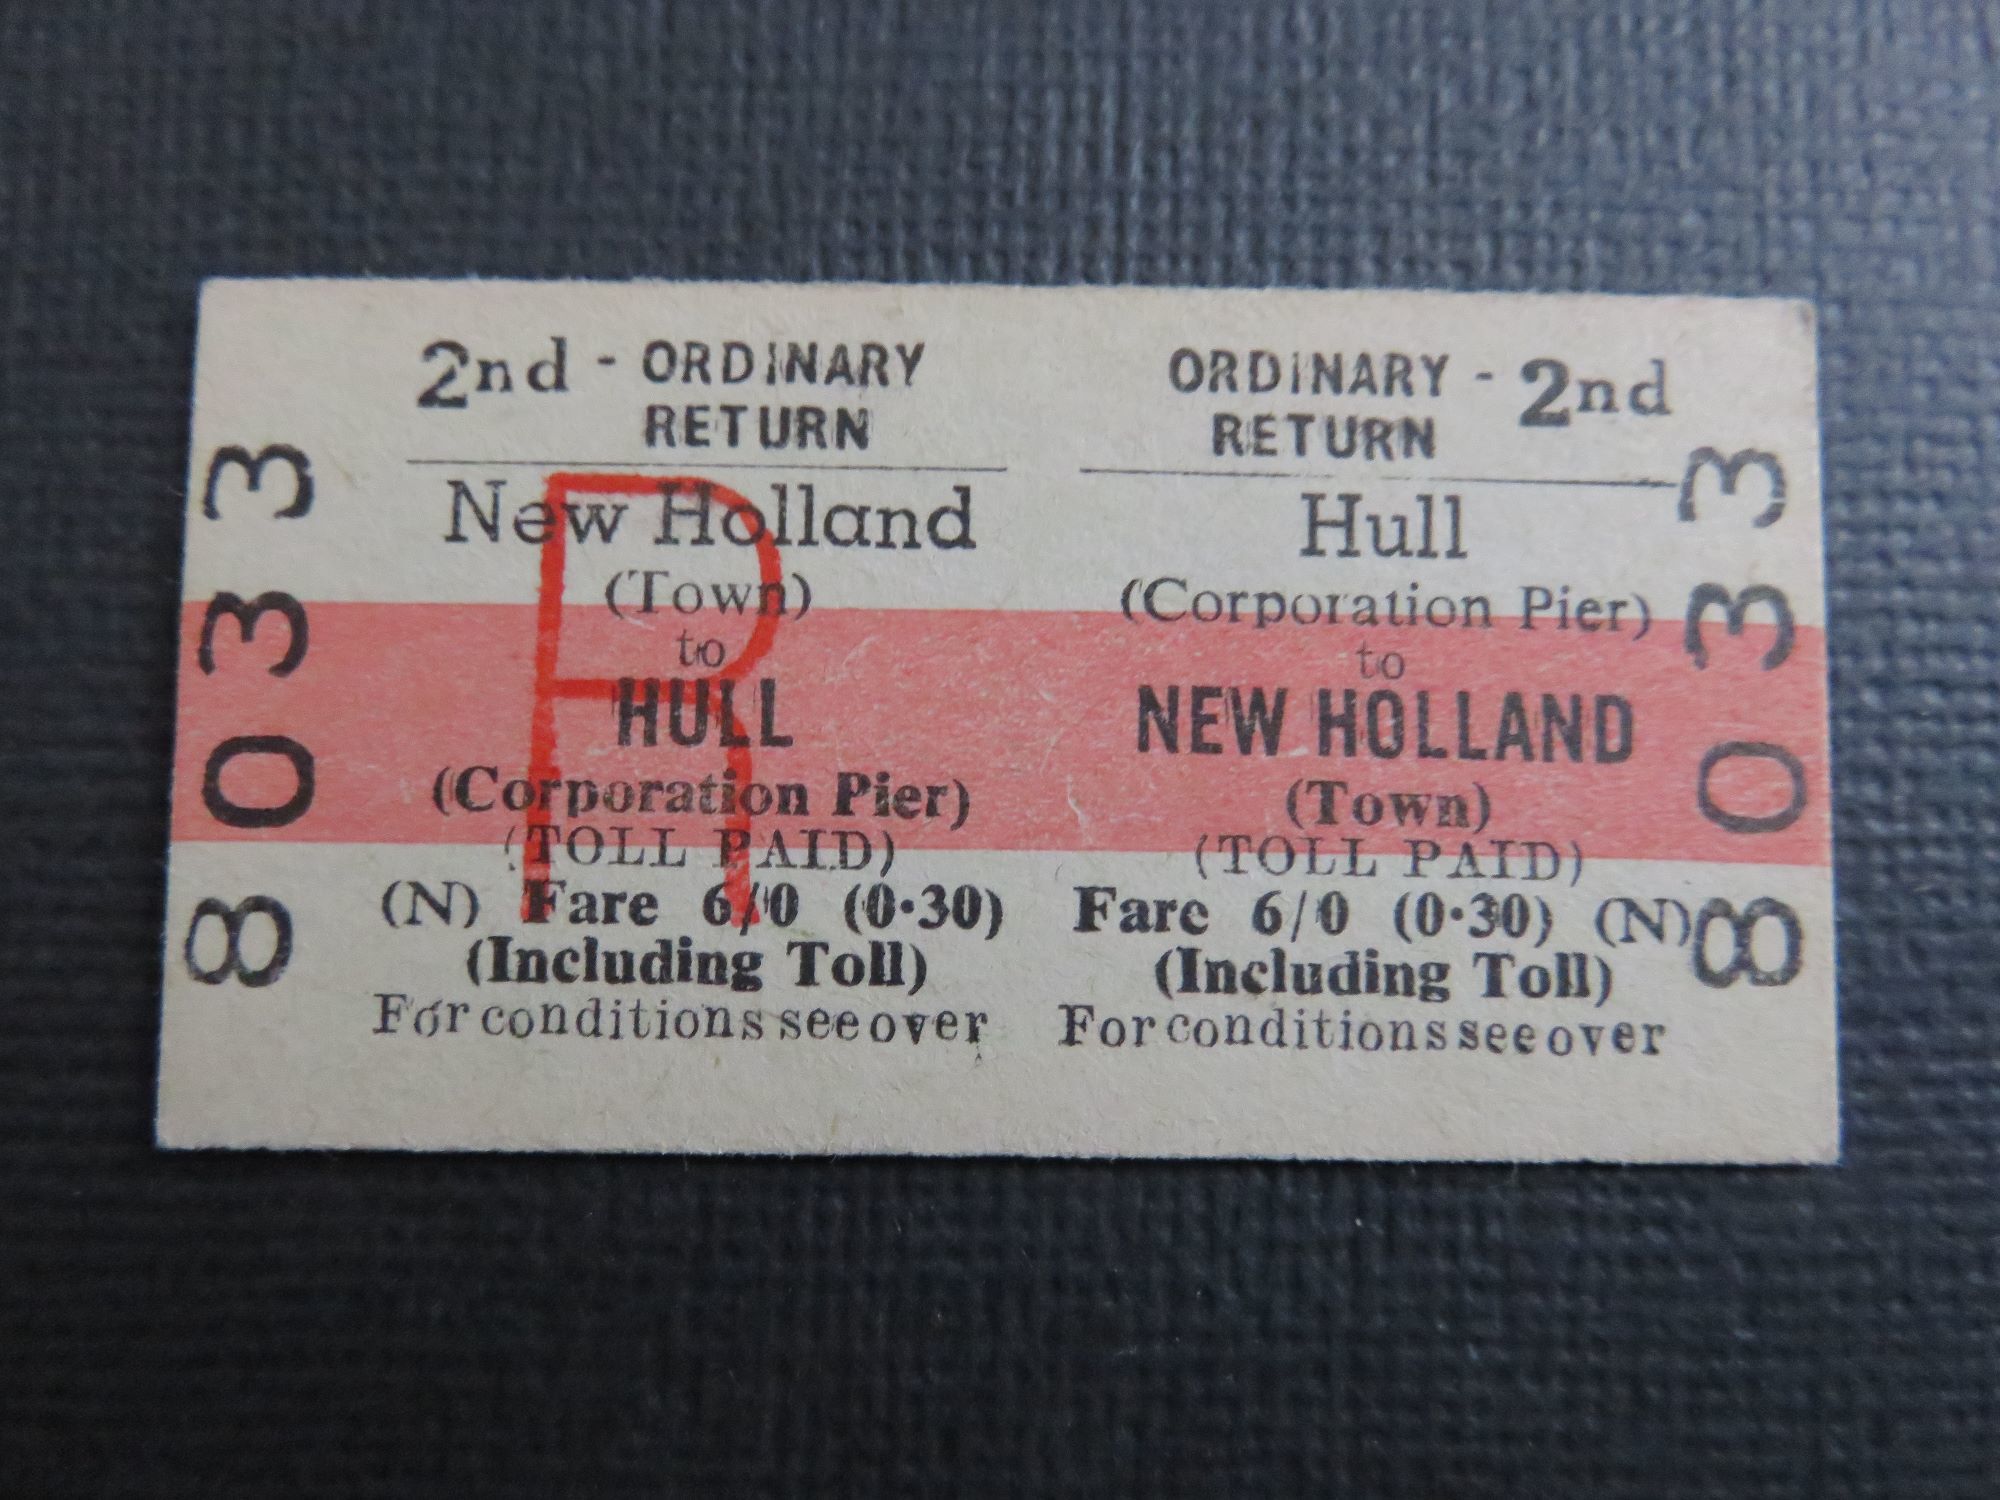 2nd - ORDINARY
RETURN
New Holland
(Town)
to
HULL
(Corporation Pier)
(TOLL PAID)
(N) Fare 6/0 (0·30)
(Including Toll)
For conditions see over
R
8033
ORDINARY - 2nd
RETURN
Hull
(Corporation Pier)
to
NEW HOLLAND
(Town)
(TOLL PAID)
Fare 6/0 (0·30) (N)
(Including Toll)
For conditions see over
8033